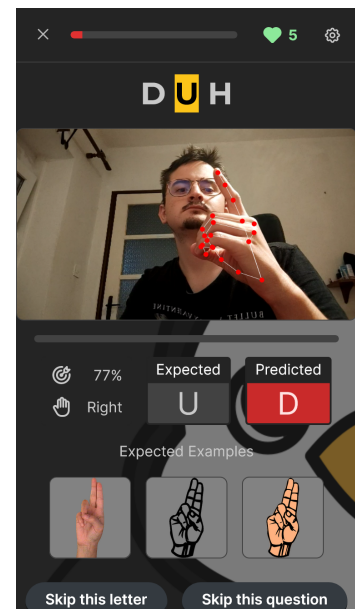 5
D U H
77%
Right
Expected
U
Predicted
D
Expected Examples
Skip this letter
Skip this question